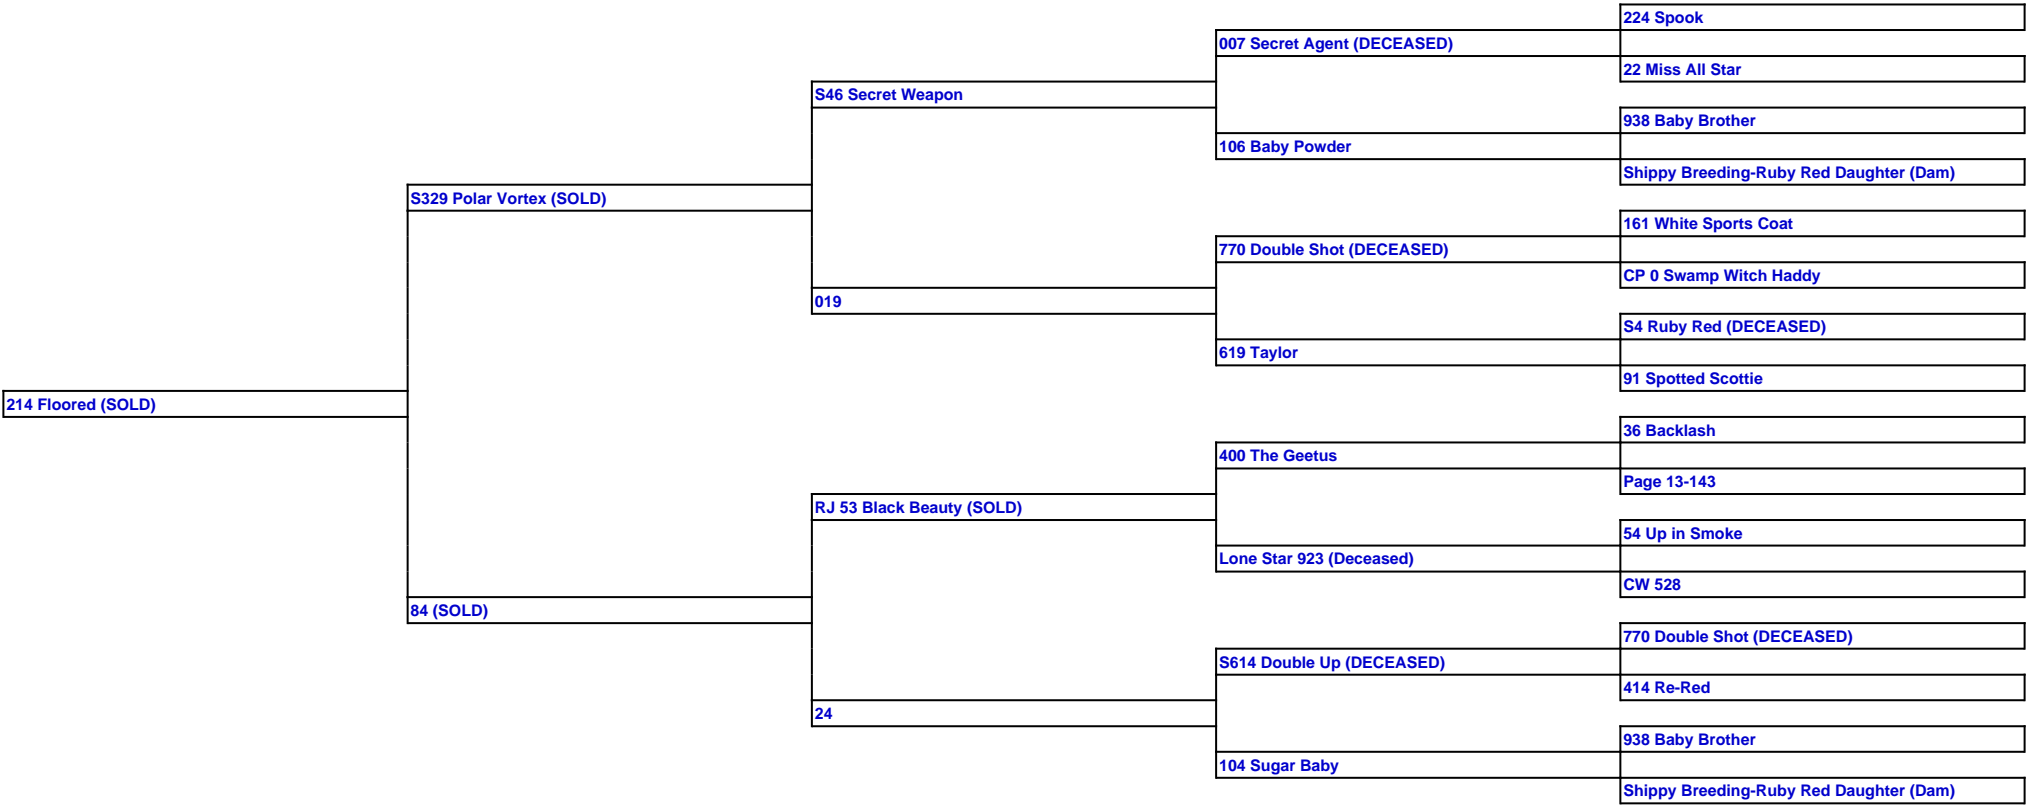 224 Spook
007 Secret Agent (DECEASED)
22 Miss All Star
S46 Secret Weapon
938 Baby Brother
106 Baby Powder
Shippy Breeding-Ruby Red Daughter (Dam)
S329 Polar Vortex (SOLD)
161 White Sports Coat
770 Double Shot (DECEASED)
CP 0 Swamp Witch Haddy
019
S4 Ruby Red (DECEASED)
619 Taylor
91 Spotted Scottie
214 Floored (SOLD)
36 Backlash
400 The Geetus
Page 13-143
RJ 53 Black Beauty (SOLD)
54 Up in Smoke
Lone Star 923 (Deceased)
CW 528
84 (SOLD)
770 Double Shot (DECEASED)
S614 Double Up (DECEASED)
414 Re-Red
24
938 Baby Brother
104 Sugar Baby
Shippy Breeding-Ruby Red Daughter (Dam)